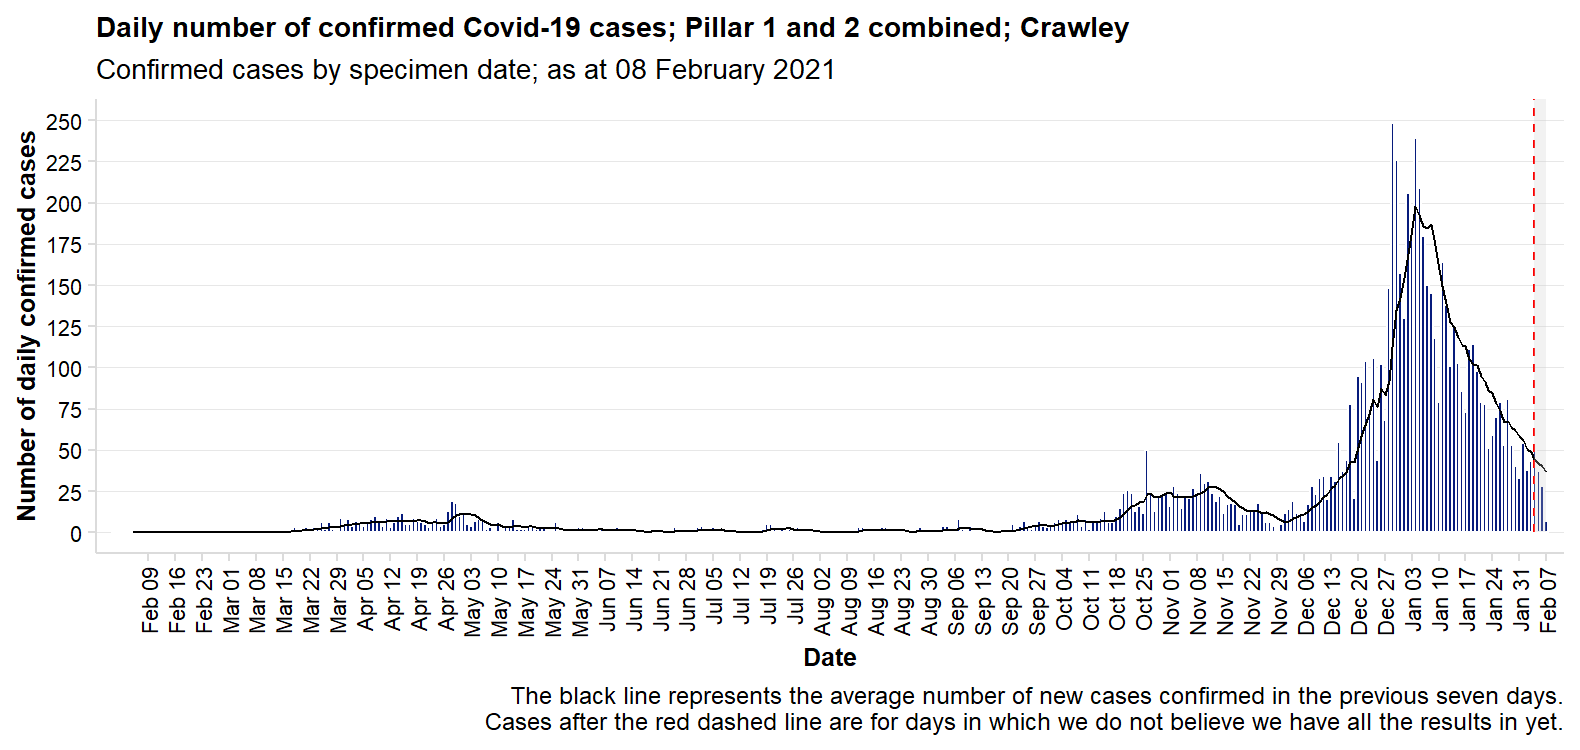 Daily number of confirmed Covid-19 cases; Pillar 1 and 2 combined; Crawley
Confirmed cases by specimen date; as at 08 February 2021
Number of daily confirmed cases
250
225
200
175
150
125
100
75
50
25
0
Feb 09
Feb 16
Feb 23
Mar 01
Mar 08
Mar 15
Mar 22
Mar 29
Apr 05
Apr 12
Apr 19
Apr 26
May 03
May 10
May 17
May 24
May 31
Jun 07
Jun 14
Jun 21
Jun 28
Jul 05
Jul 12
Jul 19
Jul 26
Aug 02
Aug 09
Aug 16
Aug 23
Aug 30
Sep 06
Sep 13
Sep 20
Sep 27
Oct 04
Oct 11
Oct 18
Oct 25
Nov 01
Nov 08
Nov 15
Nov 22
Nov 29
Dec 06
Dec 13
Dec 20
Dec 27
Jan 03
Jan 10
Jan 17
Jan 24
Jan 31
Feb 07
Date
The black line represents the average number of new cases confirmed in the previous seven days.
Cases after the red dashed line are for days in which we do not believe we have all the results in yet.